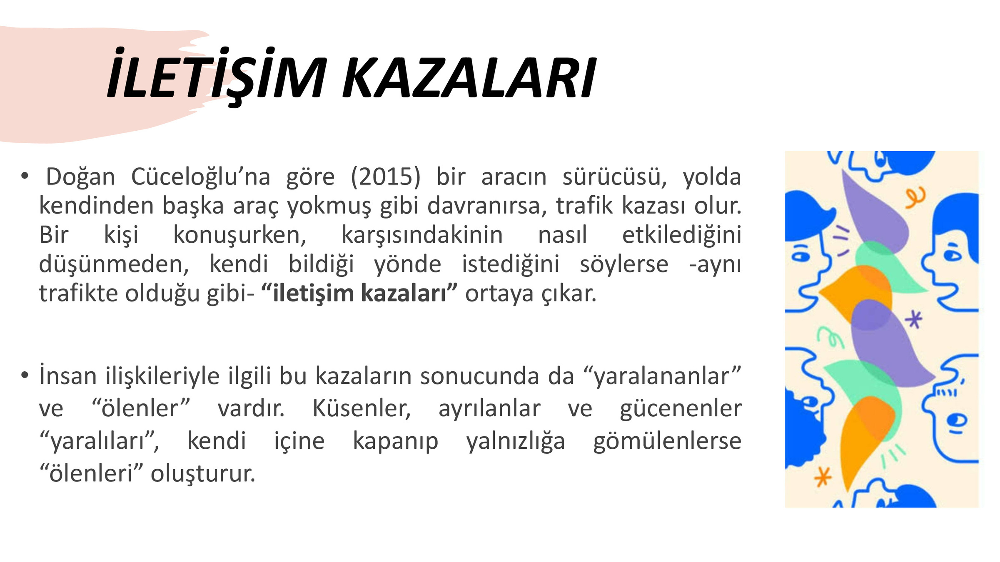 İLETİŞİM KAZALARI
• Doğan Cüceloğlu’na göre (2015) bir aracın sürücüsü, yolda
kendinden başka araç yokmuş gibi davranırsa, trafik kazası olur.
Bir kişi konuşurken, karşısındakinin nasıl etkilediğini
düşünmeden, kendi bildiği yönde istediğini söylerse -aynı
trafikte olduğu gibi- “iletişim kazaları” ortaya çıkar.
• İnsan ilişkileriyle ilgili bu kazaların sonucunda da “yaralananlar”
ve “ölenler” vardır. Küsenler, ayrılanlar ve gücenenler
“yaralıları”, kendi içine kapanıp yalnızlığa gömülenlerse
“ölenleri” oluşturur.